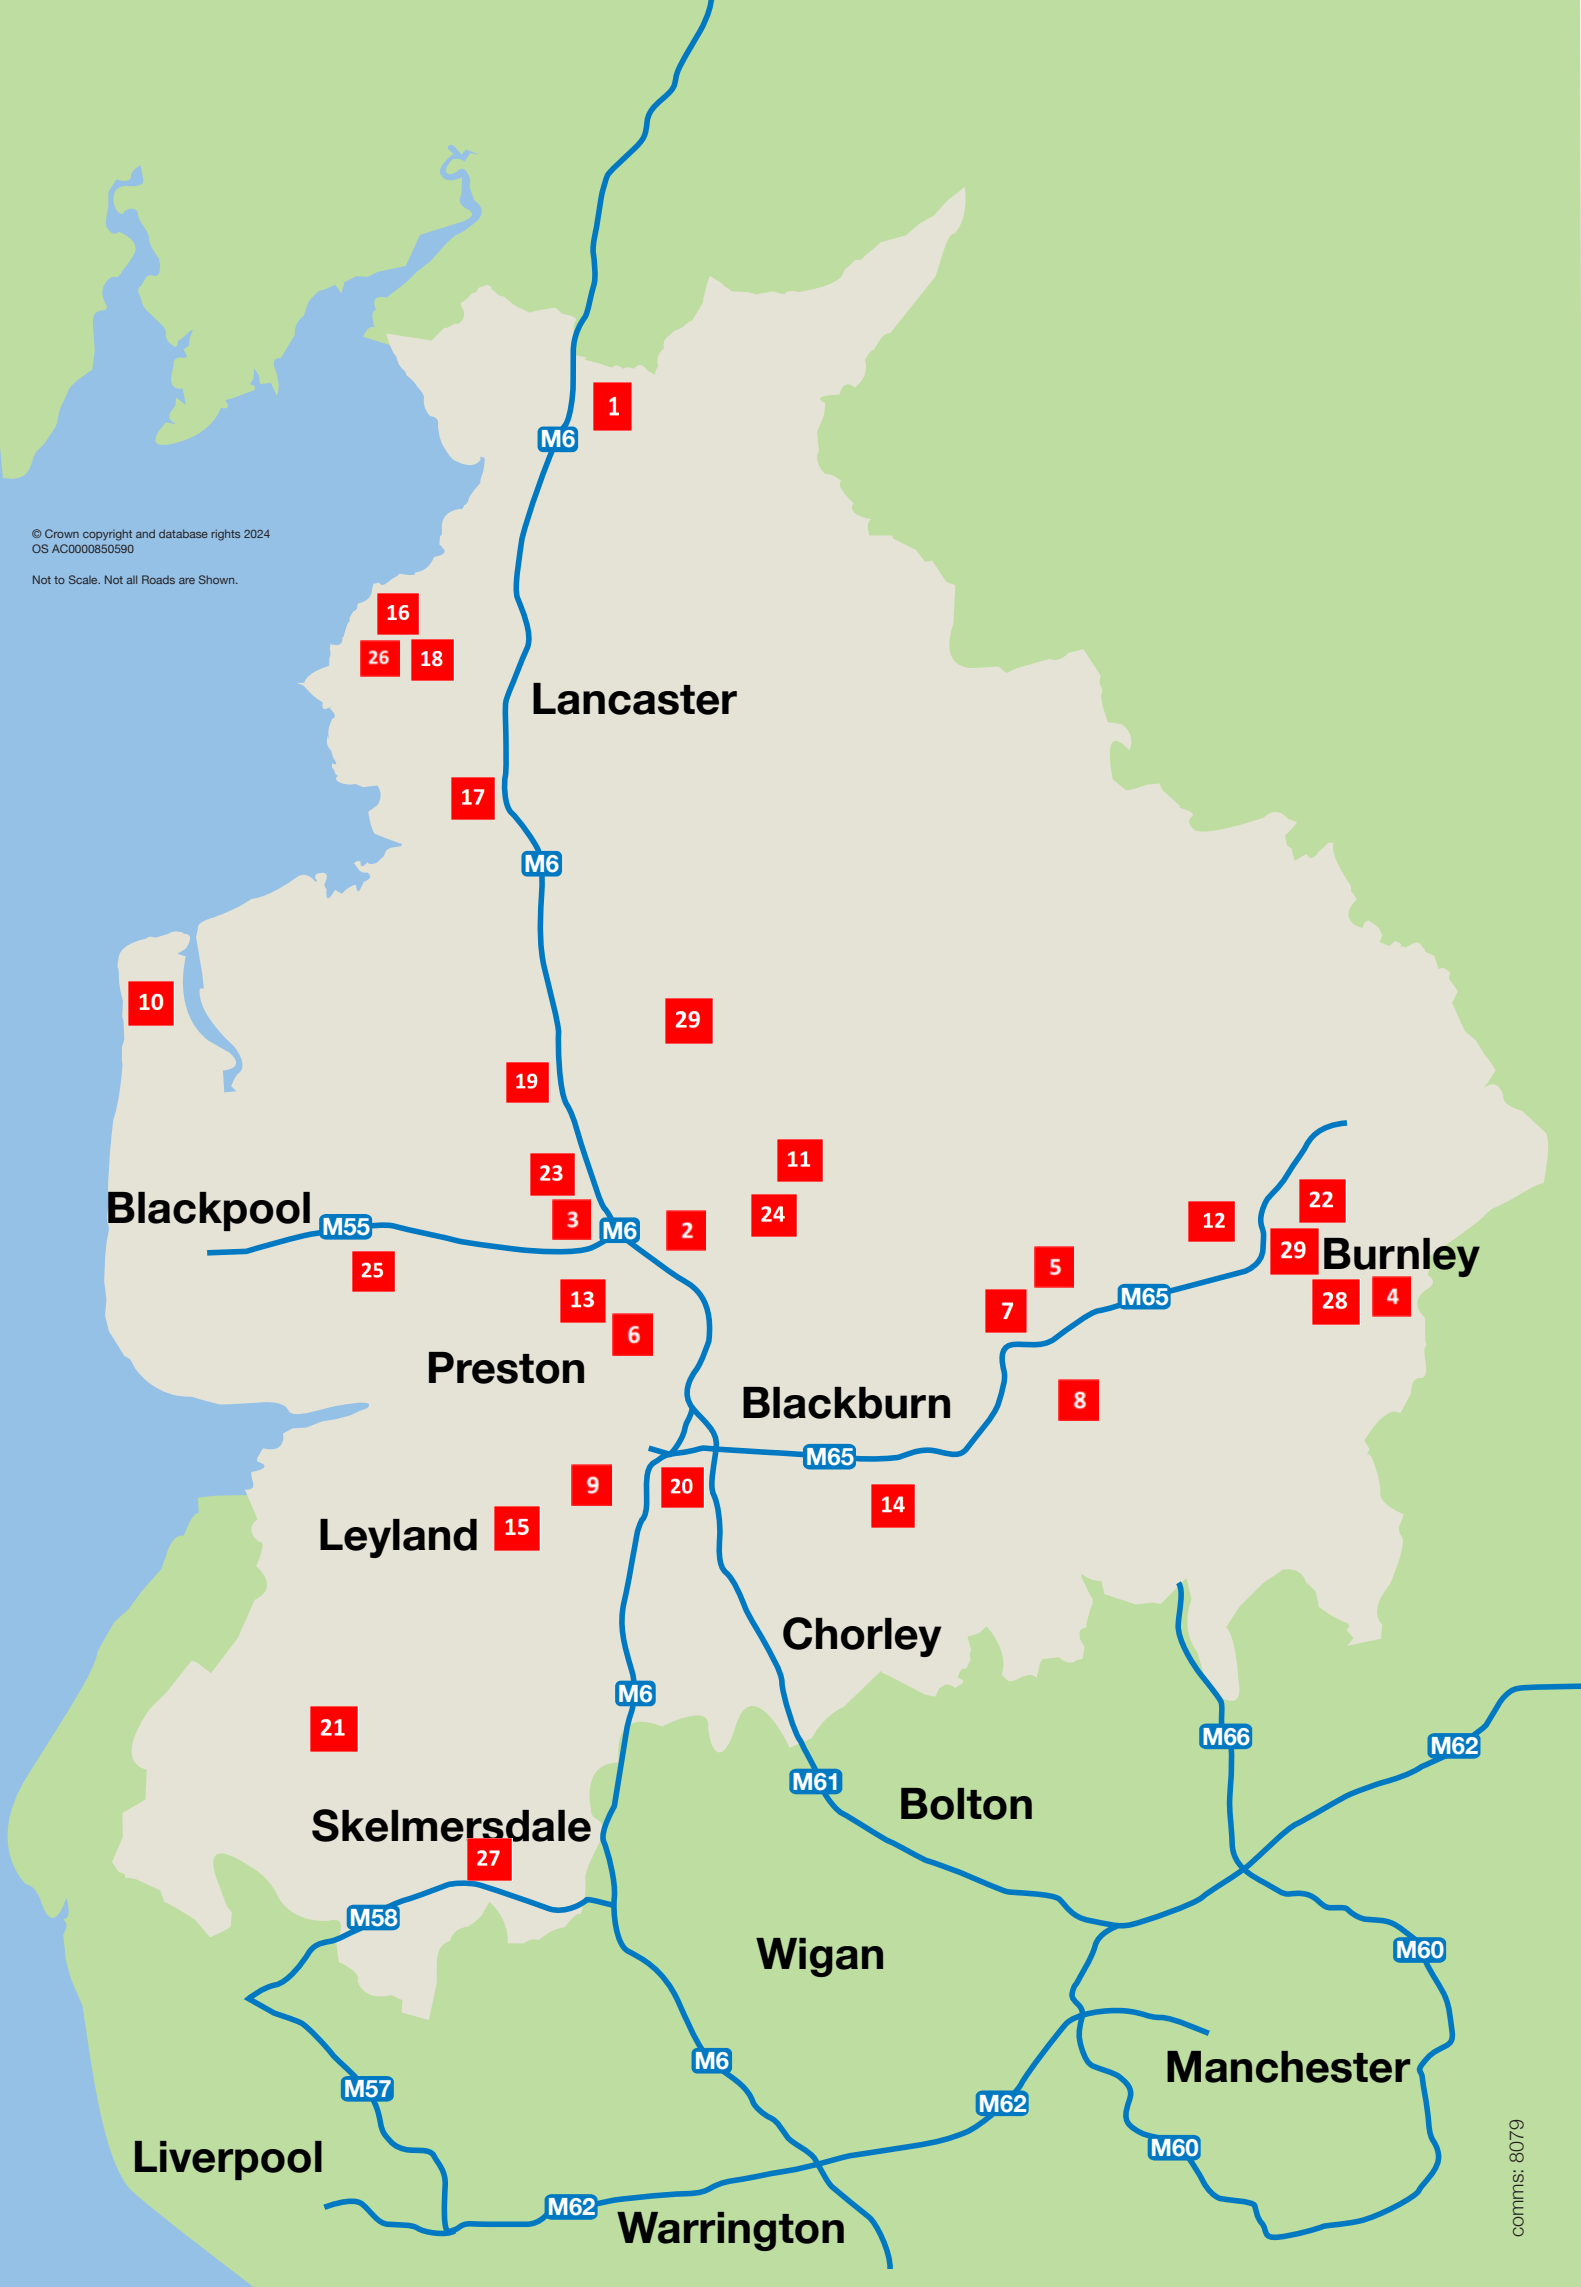 1
M6
© Crown copyright and database rights 2024
OS AC0000850590
Not to Scale. Not all Roads are Shown.
16
26
18
Lancaster
17
M6
10
29
19
11
23
Blackpool
M55
3
M6
2
24
12
22
29
Burnley
25
5
7
M65
28
4
13
6
Preston
Blackburn
8
M65
9
20
14
Leyland
15
Chorley
M6
21
M66
M62
M61
Bolton
Skelmersdale
27
M58
Wigan
M60
M6
Manchester
M57
M62
M60
Liverpool
M62
Warrington
comms: 8079